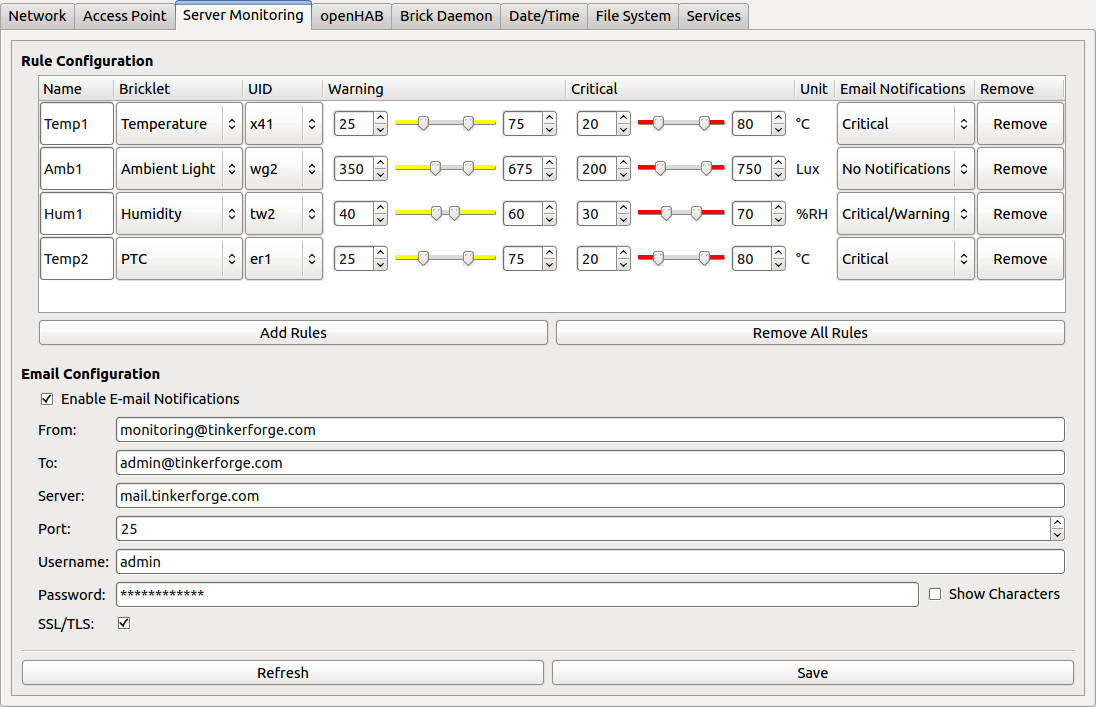 Network Access Point Server Monitoring openHAB Brick Daemon Date/Time File System Services
Rule Configuration
Name Bricklet UID Warning Critical Unit Email Notifications Remove
Temp1 Temperature x41 25 75 20 80 °C Critical Remove
Amb1 Ambient Light wg2 350 675 200 750 Lux No Notifications Remove
Hum1 Humidity tw2 40 60 30 70 %RH Critical/Warning Remove
Temp2 PTC er1 25 75 20 80 °C Critical Remove
Add Rules Remove All Rules
Email Configuration
Enable E-mail Notifications
From: monitoring@tinkerforge.com
To: admin@tinkerforge.com
Server: mail.tinkerforge.com
Port: 25
Username: admin
Password: ************ Show Characters
SSL/TLS:
Refresh Save